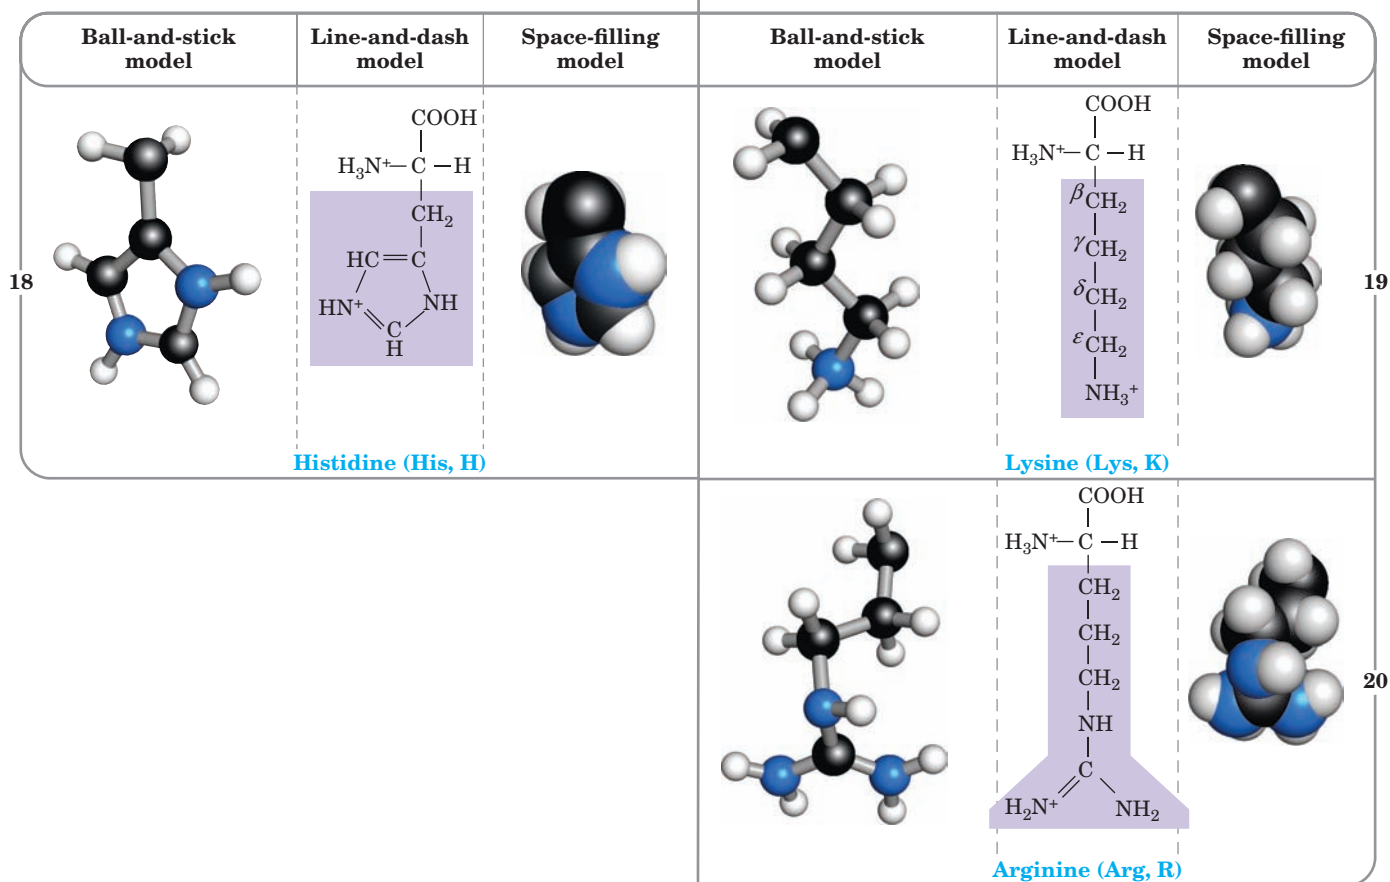 Ball-and-stick model
Line-and-dash model
Space-filling model
Ball-and-stick model
Line-and-dash model
Space-filling model
18
COOH
H₃N⁺—C—H
CH₂
HC=C
HN⁺
NH
C
H
Histidine (His, H)
19
COOH
H₃N⁺—C—H
βCH₂
γCH₂
δCH₂
εCH₂
NH₃⁺
Lysine (Lys, K)
20
COOH
H₃N⁺—C—H
CH₂
CH₂
CH₂
NH
C
H₂N⁺
NH₂
Arginine (Arg, R)